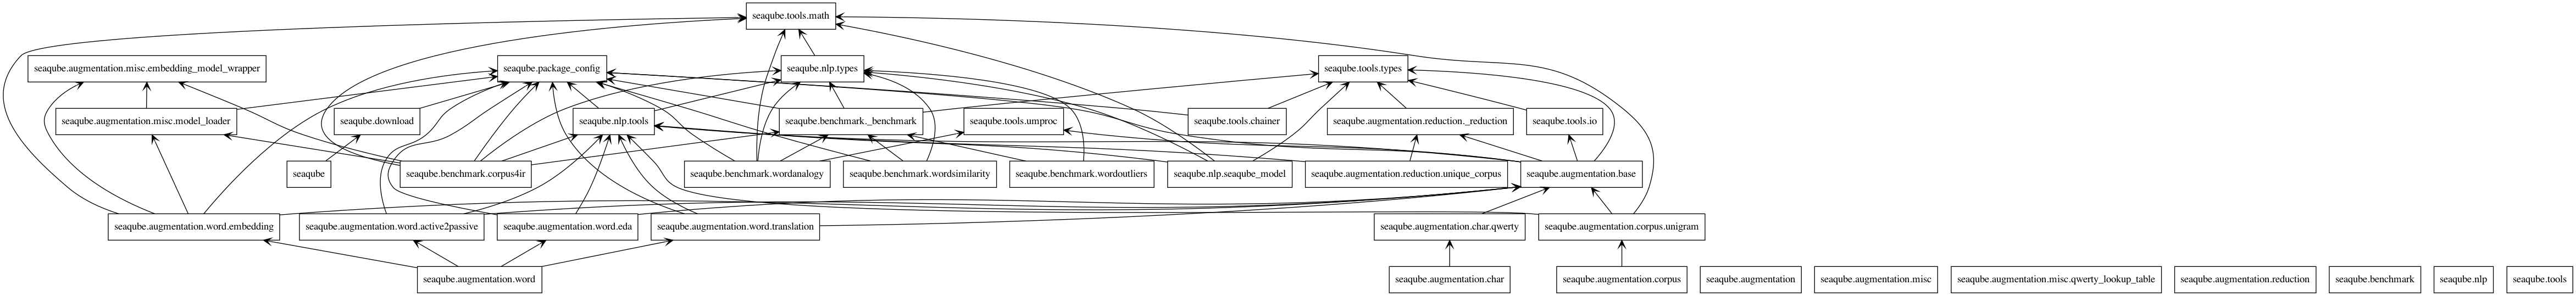 seaqube.tools.math
seaqube.augmentation.misc.embedding_model_wrapper
seaqube.package_config
seaqube.nlp.types
seaqube.tools.types
seaqube.augmentation.misc.model_loader
seaqube.download
seaqube.nlp.tools
seaqube.benchmark._benchmark
seaqube.tools.umproc
seaqube.tools.chainer
seaqube.augmentation.reduction._reduction
seaqube.tools.io
seaqube
seaqube.benchmark.corpus4ir
seaqube.benchmark.wordanalogy
seaqube.benchmark.wordsimilarity
seaqube.benchmark.wordoutliers
seaqube.nlp.seaqube_model
seaqube.augmentation.reduction.unique_corpus
seaqube.augmentation.base
seaqube.augmentation.word.embedding
seaqube.augmentation.word.active2passive
seaqube.augmentation.word.eda
seaqube.augmentation.word.translation
seaqube.augmentation.char.qwerty
seaqube.augmentation.corpus.unigram
seaqube.augmentation.word
seaqube.augmentation.char
seaqube.augmentation.corpus
seaqube.augmentation
seaqube.augmentation.misc
seaqube.augmentation.misc.qwerty_lookup_table
seaqube.augmentation.reduction
seaqube.benchmark
seaqube.nlp
seaqube.tools